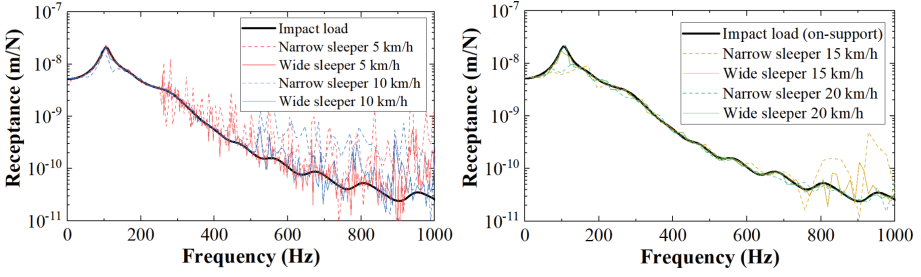 Receptance (m/N)
10⁻⁷
10⁻⁸
10⁻⁹
10⁻¹⁰
10⁻¹¹
Impact load
Narrow sleeper 5 km/h
Wide sleeper 5 km/h
Narrow sleeper 10 km/h
Wide sleeper 10 km/h
0 200 400 600 800 1000
Frequency (Hz)
Receptance (m/N)
10⁻⁷
10⁻⁸
10⁻⁹
10⁻¹⁰
10⁻¹¹
Impact load (on-support)
Narrow sleeper 15 km/h
Wide sleeper 15 km/h
Narrow sleeper 20 km/h
Wide sleeper 20 km/h
0 200 400 600 800 1000
Frequency (Hz)